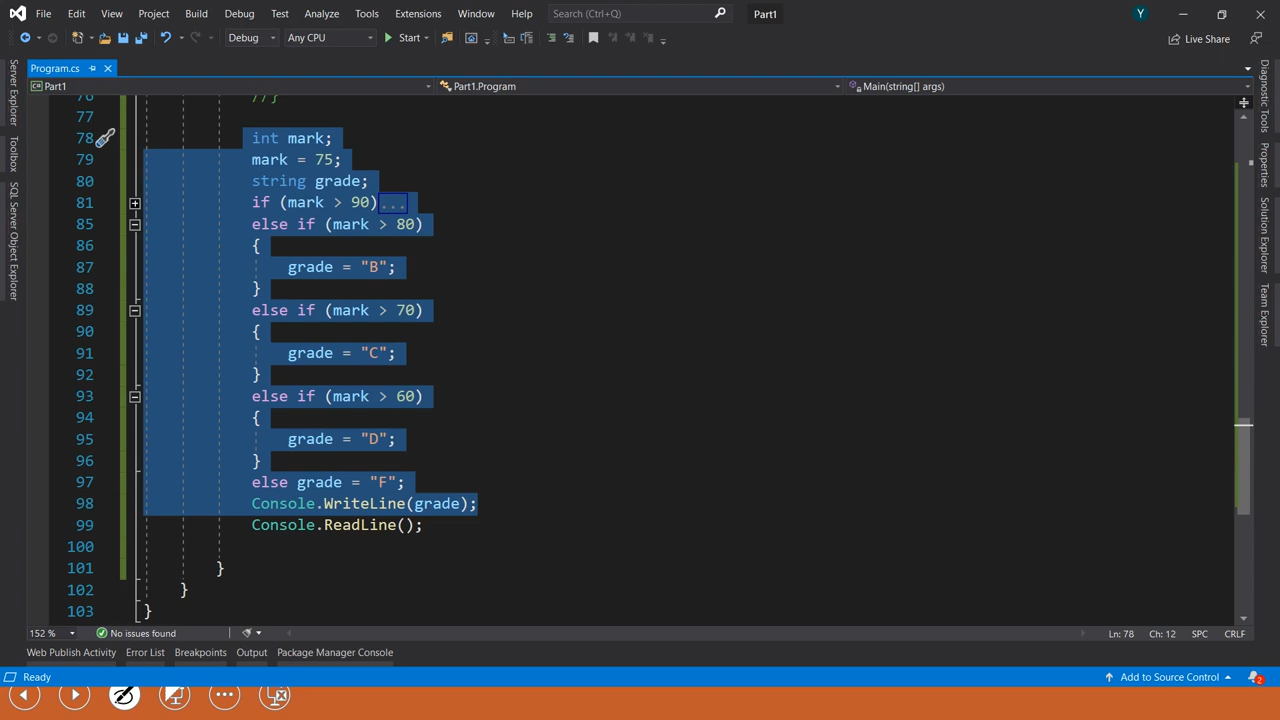 File Edit View Project Build Debug Test Analyze Tools Extensions Window Help Search (Ctrl+Q) Part1 Y
Debug Any CPU Start Live Share
Program.cs
Part1 Part1.Program Main(string[] args)
Server Explorer
Toolbox
SQL Server Object Explorer
76 //}
77
78 int mark;
79 mark = 75;
80 string grade;
81 if (mark > 90)...
85 else if (mark > 80)
86 {
87 grade = "B";
88 }
89 else if (mark > 70)
90 {
91 grade = "C";
92 }
93 else if (mark > 60)
94 {
95 grade = "D";
96 }
97 else grade = "F";
98 Console.WriteLine(grade);
99 Console.ReadLine();
100
101 }
102 }
103 }
Diagnostic Tools
Properties
Solution Explorer
Team Explorer
152 % No issues found Ln: 78 Ch: 12 SPC CRLF
Web Publish Activity Error List Breakpoints Output Package Manager Console
Ready Add to Source Control 2